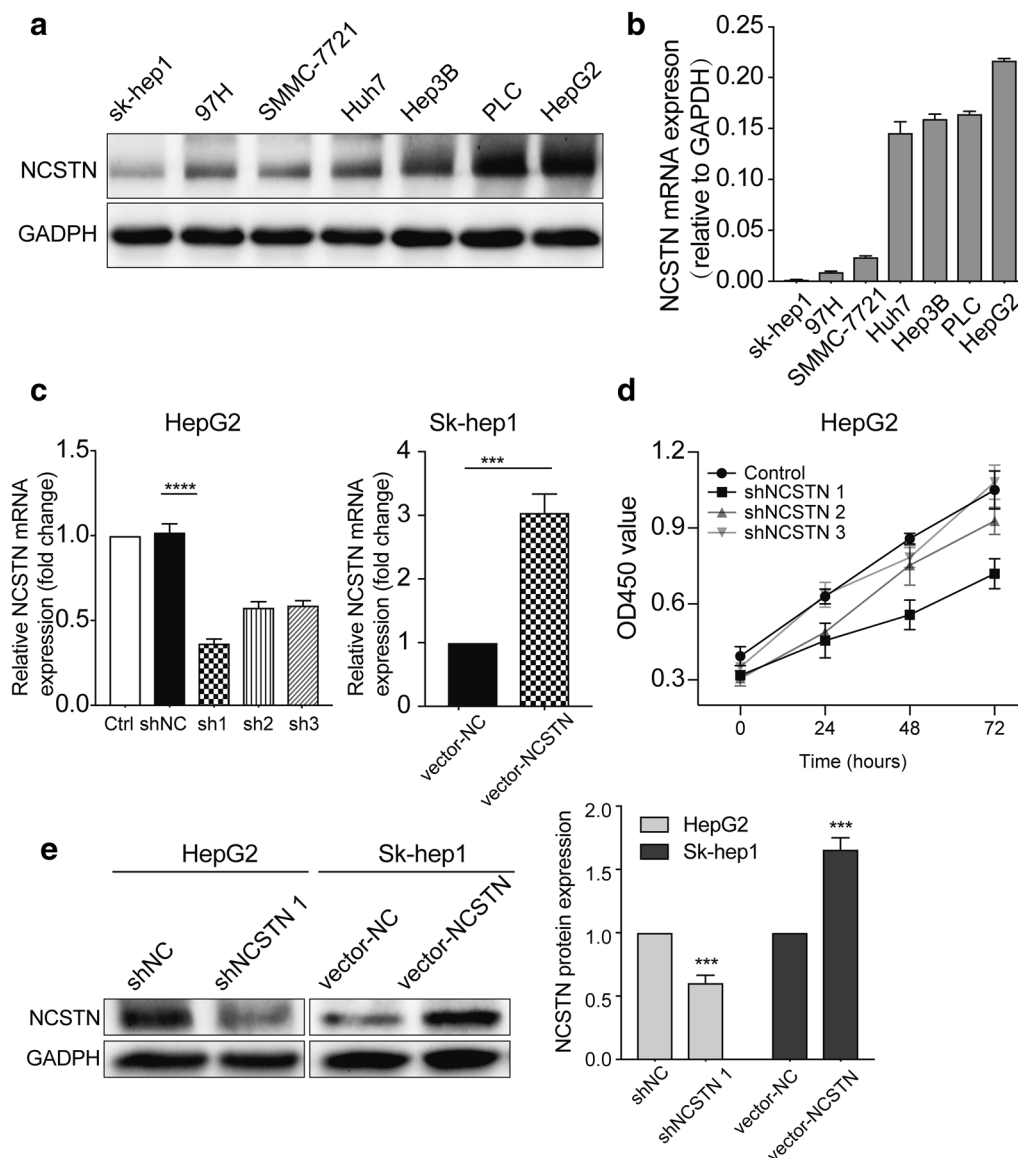 a
sk-hep1
97H
SMMC-7721
Huh7
Hep3B
PLC
HepG2
NCSTN
GADPH
b
NCSTN mRNA expreson
(relative to GAPDH)
0.25
0.20
0.15
0.10
0.05
0.00
sk-hep1
97H
SMMC-7721
Huh7
Hep3B
PLC
HepG2
c
HepG2
Relative NCSTN mRNA
expression (fold change)
1.5
1.0
0.5
0.0
****
Ctrl shNC sh1 sh2 sh3
Sk-hep1
Relative NCSTN mRNA
expression (fold change)
4
3
2
1
0
***
vector-NC
vector-NCSTN
d
HepG2
OD450 value
1.2
0.9
0.6
0.3
Control
shNCSTN 1
shNCSTN 2
shNCSTN 3
0 24 48 72
Time (hours)
e
HepG2
Sk-hep1
shNC
shNCSTN 1
vector-NC
vector-NCSTN
NCSTN
GADPH
NCSTN protein expression
2.0
1.5
1.0
0.5
0.0
HepG2
Sk-hep1
***
***
shNC
shNCSTN 1
vector-NC
vector-NCSTN